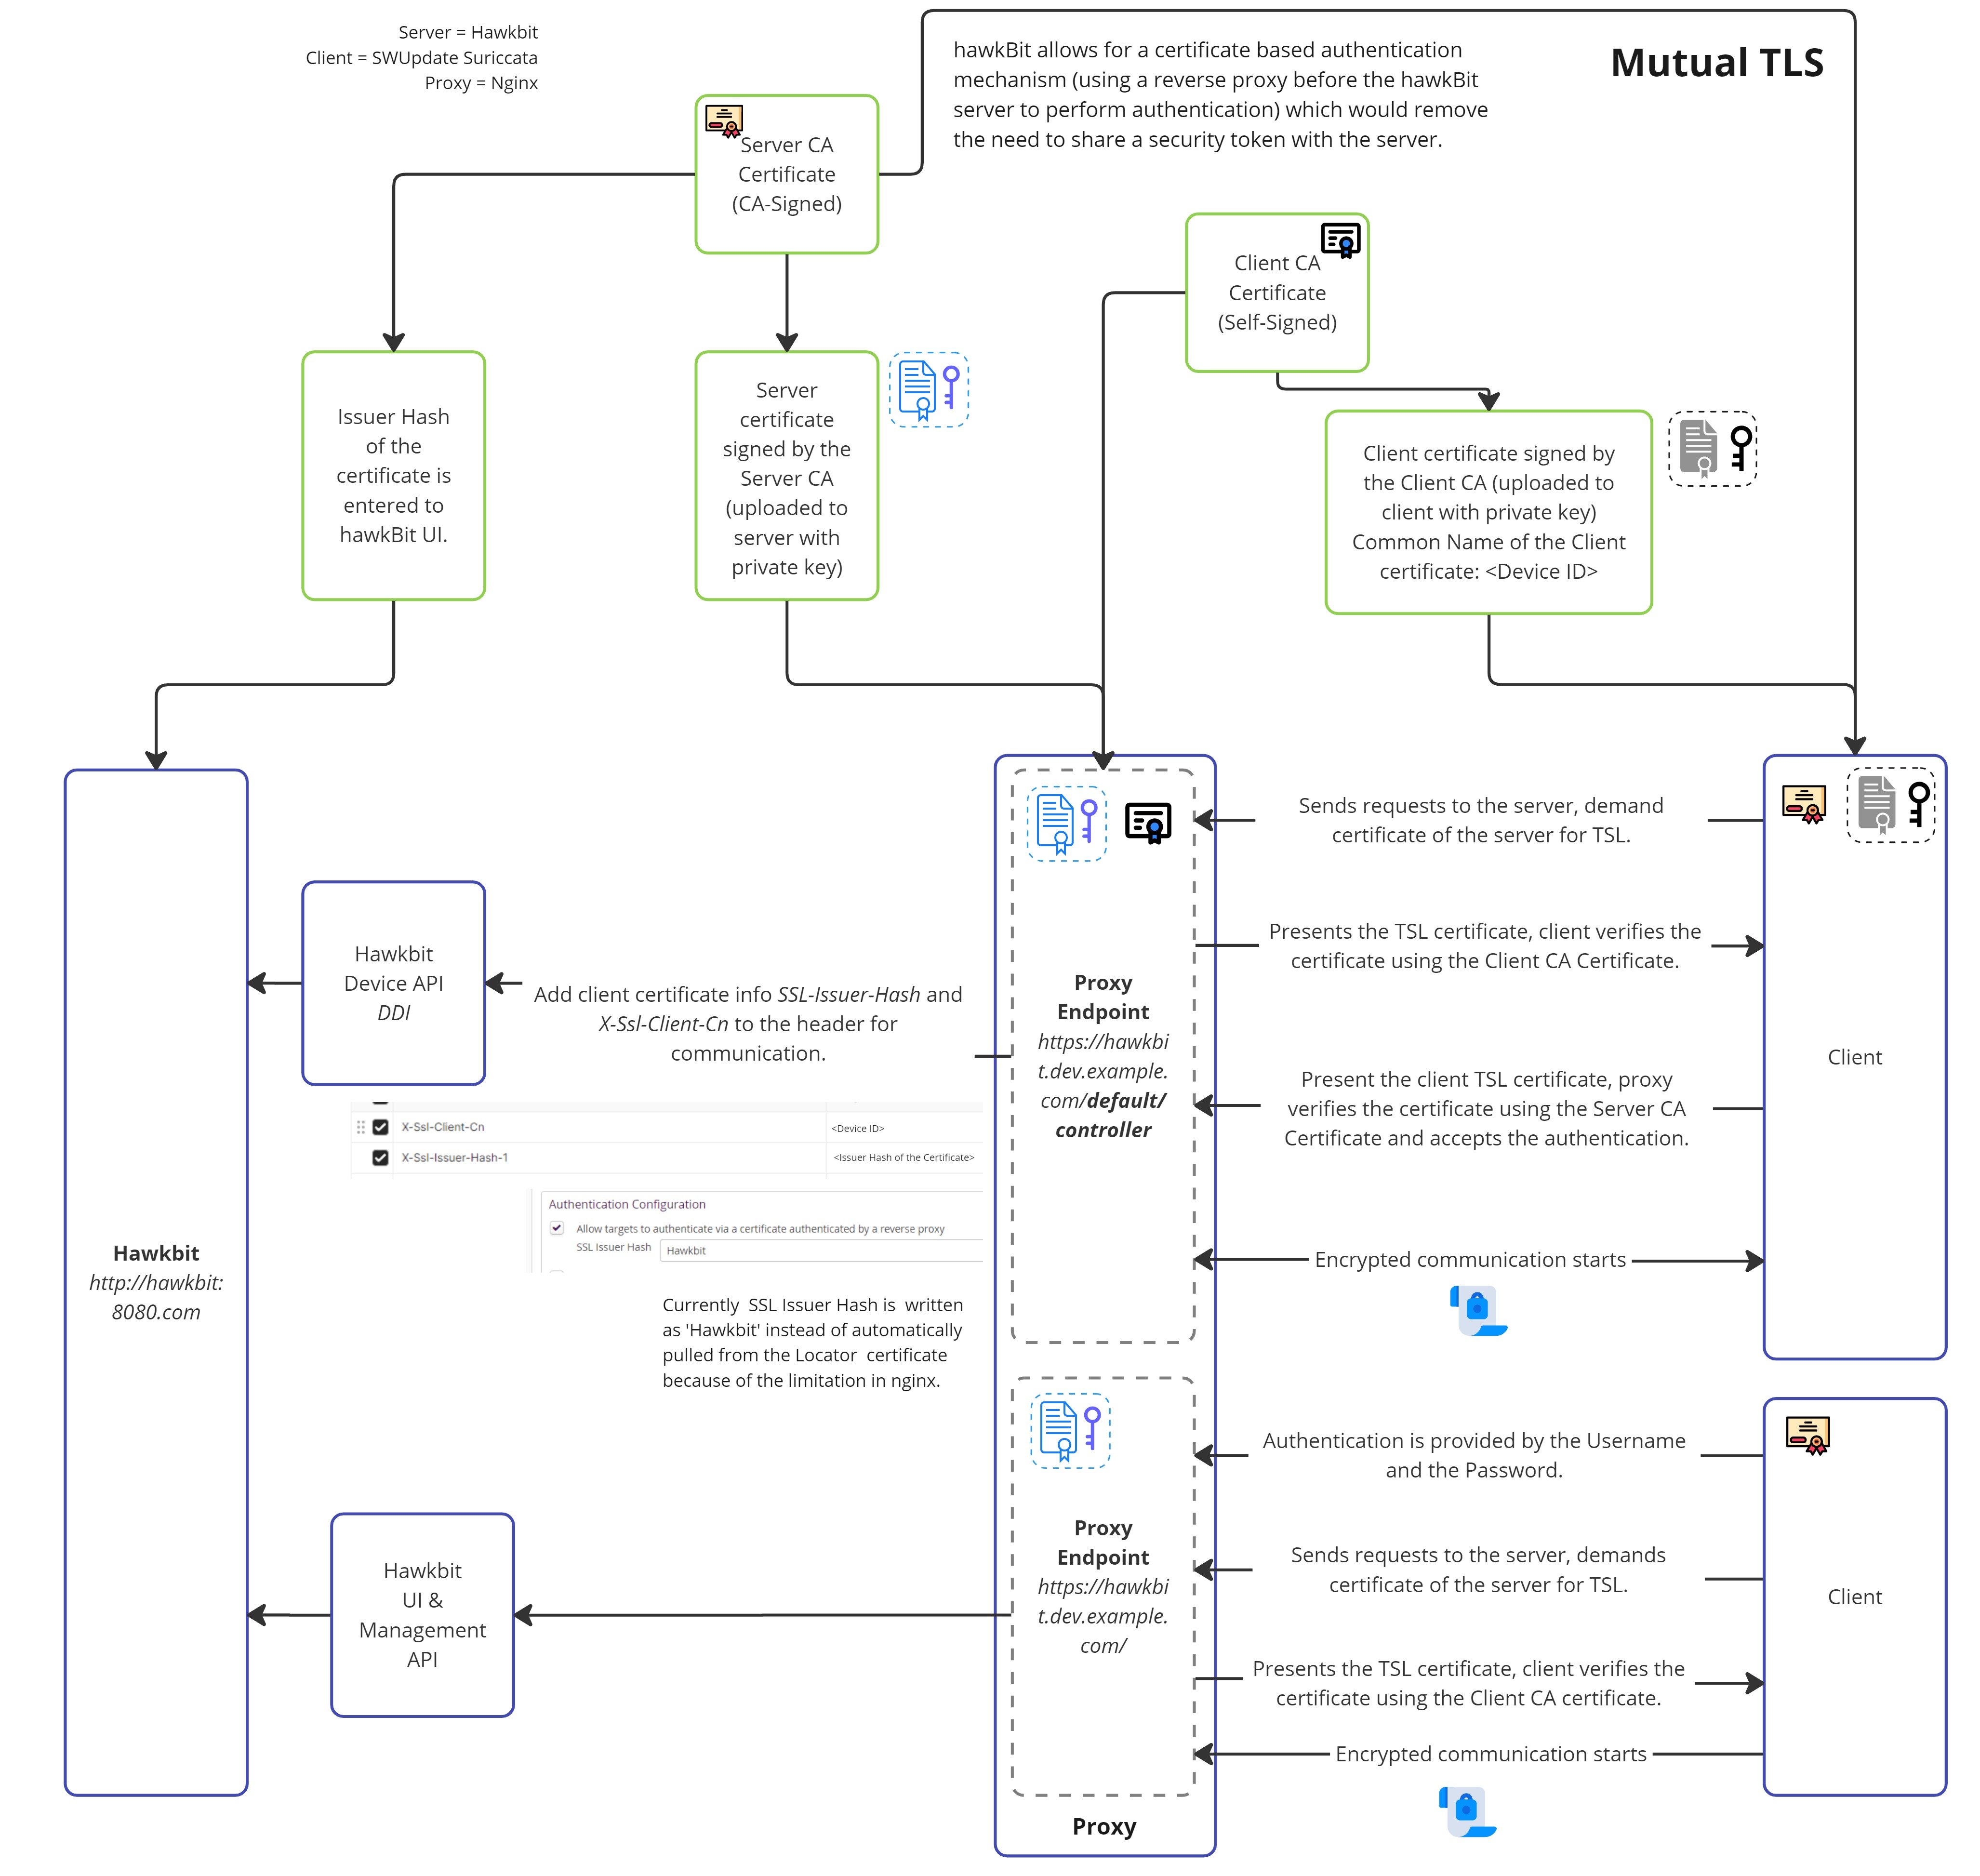 Server = Hawkbit
Client = SWUpdate Suriccata
Proxy = Nginx
hawkBit allows for a certificate based authentication
mechanism (using a reverse proxy before the hawkBit
server to perform authentication) which would remove
the need to share a security token with the server.
Mutual TLS
Server CA
Certificate
(CA-Signed)
Client CA
Certificate
(Self-Signed)
Issuer Hash
of the
certificate is
entered to
hawkBit UI.
Server
certificate
signed by the
Server CA
(uploaded to
server with
private key)
Client certificate signed by
the Client CA (uploaded to
client with private key)
Common Name of the Client
certificate: <Device ID>
Hawkbit
http://hawkbit:
8080.com
Hawkbit
Device API
DDI
Add client certificate info SSL-Issuer-Hash and
X-Ssl-Client-Cn to the header for
communication.
X-Ssl-Client-Cn
<Device ID>
X-Ssl-Issuer-Hash-1
<Issuer Hash of the Certificate>
Authentication Configuration
Allow targets to authenticate via a certificate authenticated by a reverse proxy
SSL Issuer Hash
Hawkbit
Currently SSL Issuer Hash is written
as 'Hawkbit' instead of automatically
pulled from the Locator certificate
because of the limitation in nginx.
Hawkbit
UI &
Management
API
Proxy
Endpoint
https://hawkbi
t.dev.example.
com/default/
controller
Proxy
Endpoint
https://hawkbi
t.dev.example.
com/
Proxy
Sends requests to the server, demand
certificate of the server for TSL.
Presents the TSL certificate, client verifies the
certificate using the Client CA Certificate.
Present the client TSL certificate, proxy
verifies the certificate using the Server CA
Certificate and accepts the authentication.
Encrypted communication starts
Client
Authentication is provided by the Username
and the Password.
Sends requests to the server, demands
certificate of the server for TSL.
Presents the TSL certificate, client verifies the
certificate using the Client CA certificate.
Encrypted communication starts
Client